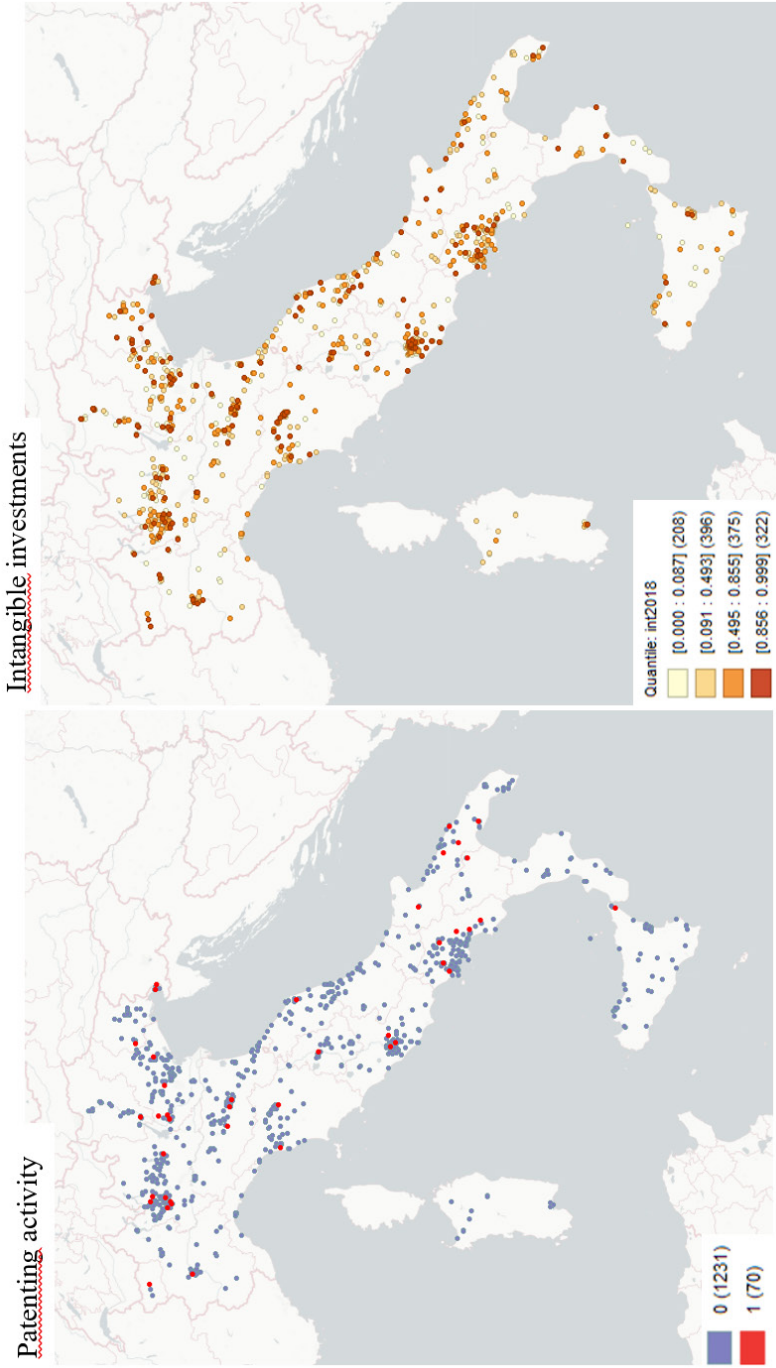 Patenting activity
0 (1231)
1 (70)
Intangible investments
Quantile: int2018
[0.000 : 0.087] (208)
[0.091 : 0.493] (396)
[0.495 : 0.855] (375)
[0.856 : 0.999] (322)